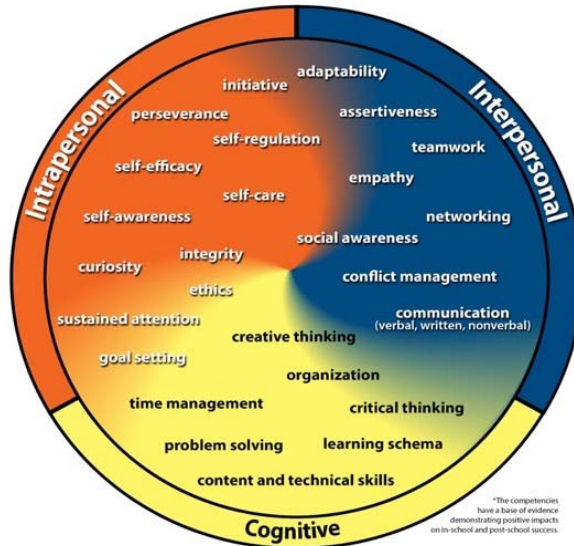 Intrapersonal
Interpersonal
adaptability
initiative
assertiveness
perseverance
self-regulation
teamwork
self-efficacy
empathy
self-care
self-awareness
networking
social awareness
integrity
curiosity
conflict management
ethics
communication
(verbal, written, nonverbal)
sustained attention
creative thinking
goal setting
organization
time management
critical thinking
problem solving
learning schema
content and technical skills
Cognitive
*The competencies
have a base of evidence
demonstrating positive impacts
on in-school and post-school success.